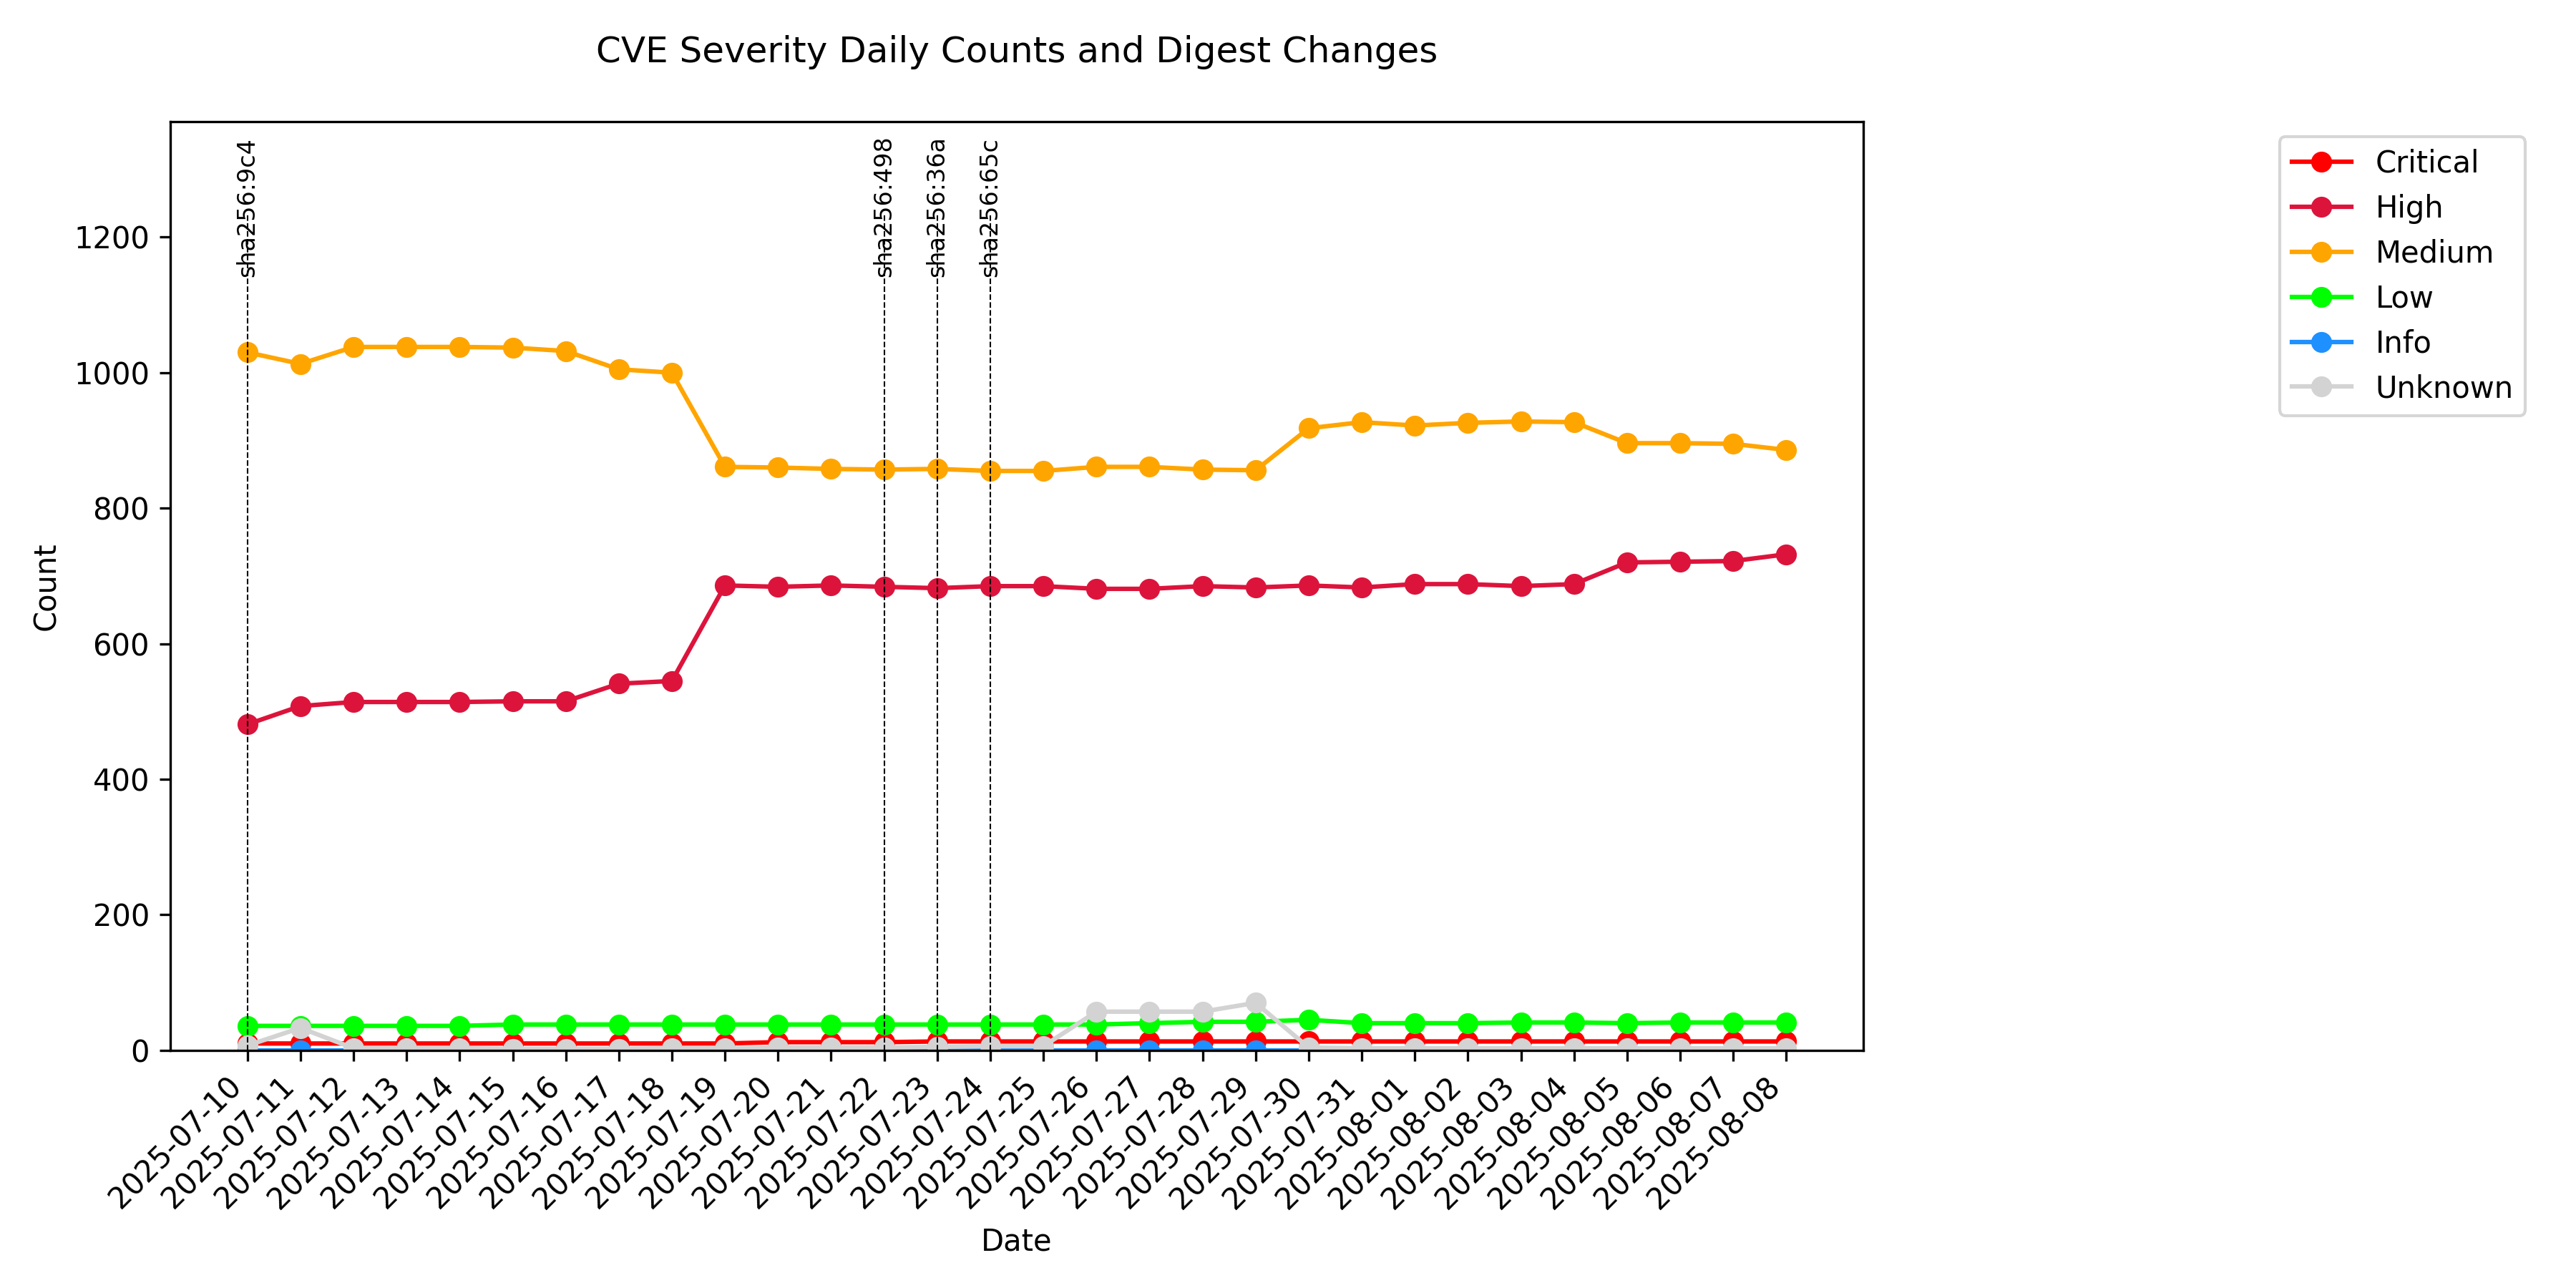 CVE Severity Daily Counts and Digest Changes
sha256:9c4
sha256:498
sha256:36a
sha256:65c
Critical
High
Medium
Low
Info
Unknown
Count
1200
1000
800
600
400
200
0
2025-07-10
2025-07-11
2025-07-12
2025-07-13
2025-07-14
2025-07-15
2025-07-16
2025-07-17
2025-07-18
2025-07-19
2025-07-20
2025-07-21
2025-07-22
2025-07-23
2025-07-24
2025-07-25
2025-07-26
2025-07-27
2025-07-28
2025-07-29
2025-07-30
2025-07-31
2025-08-01
2025-08-02
2025-08-03
2025-08-04
2025-08-05
2025-08-06
2025-08-07
2025-08-08
Date